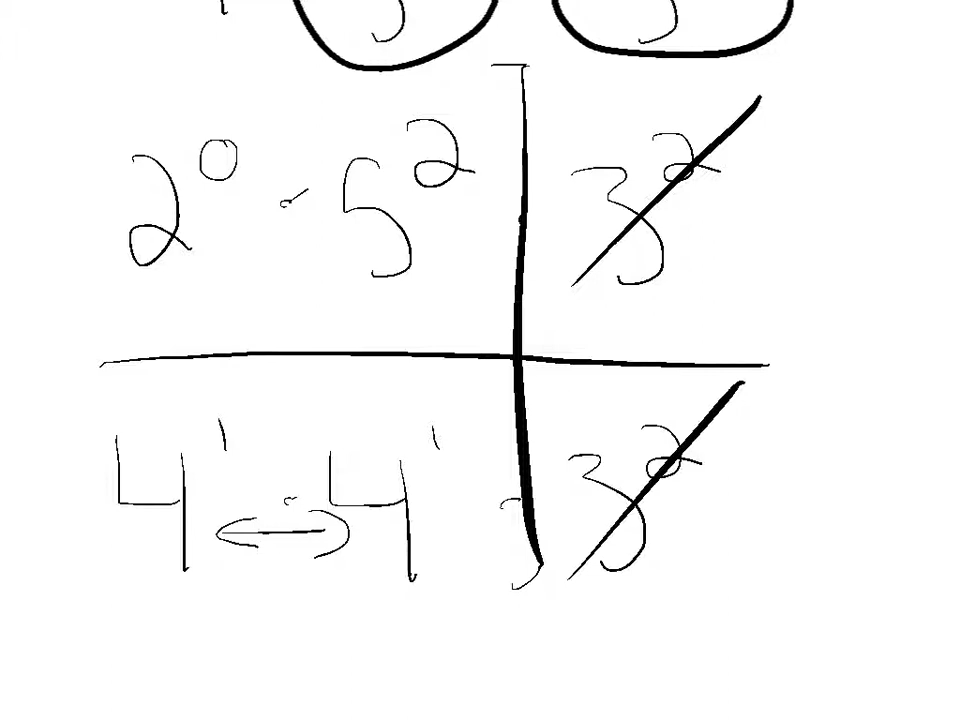 2⁰ · 5² 3²
4¹ · 4¹ 3²